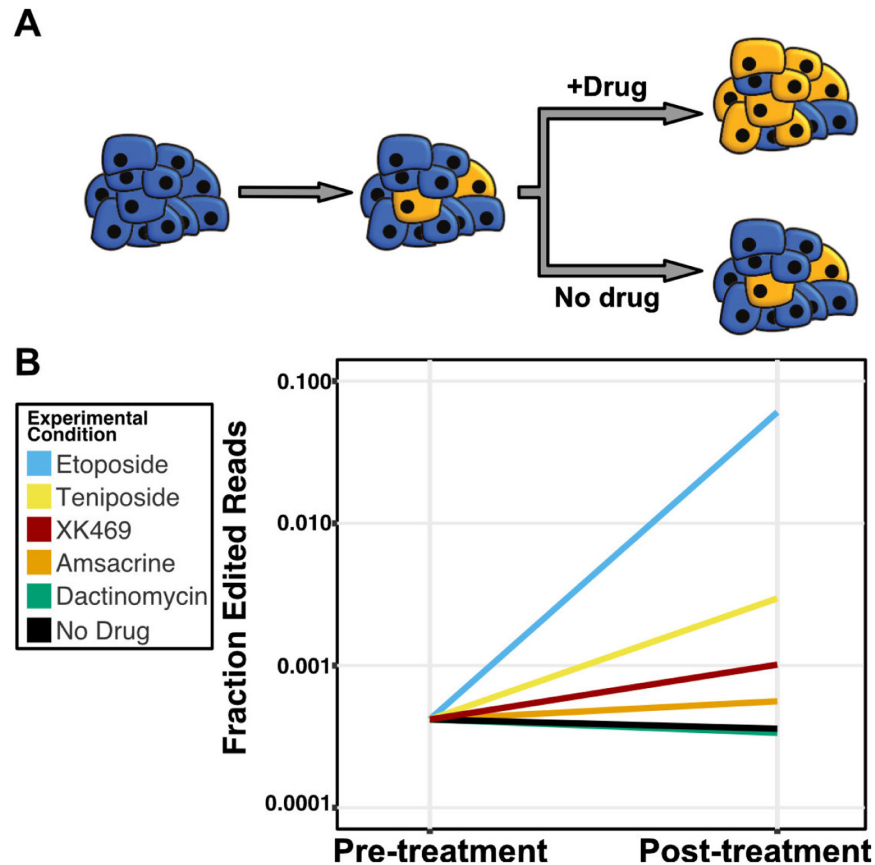 A
+Drug
No drug
B
Experimental
Condition
Etoposide
Teniposide
XK469
Amsacrine
Dactinomycin
No Drug
Fraction Edited Reads
0.100
0.010
0.001
0.0001
Pre-treatment
Post-treatment